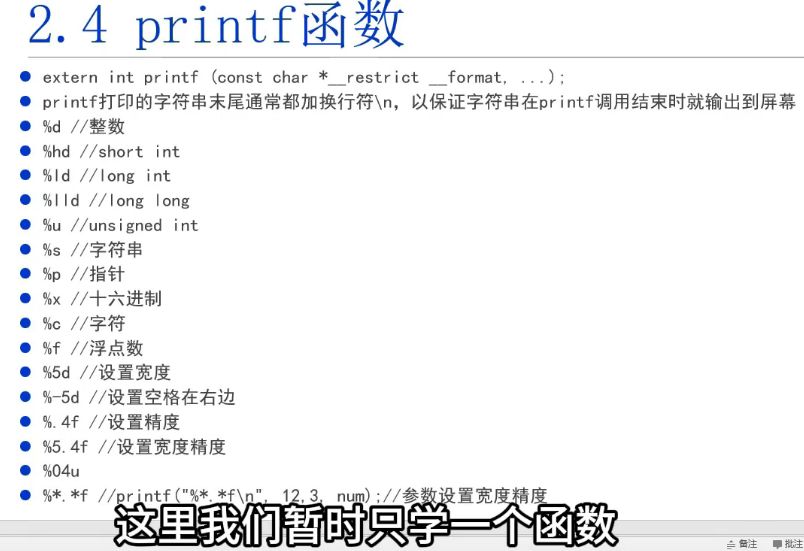 2.4 printf函数
extern int printf (const char *__restrict __format, ...);
printf打印的字符串末尾通常都加换行符\n，以保证字符串在printf调用结束时就输出到屏幕
%d //整数
%hd //short int
%ld //long int
%lld //long long
%u //unsigned int
%s //字符串
%p //指针
%x //十六进制
%c //字符
%f //浮点数
%5d //设置宽度
%-5d //设置空格在右边
%.4f //设置精度
%5.4f //设置宽度精度
%04u
%*.*f //printf("%*.*f\n", 12,3, num);//参数设置宽度精度
这里我们暂时只学一个函数
备注 批注